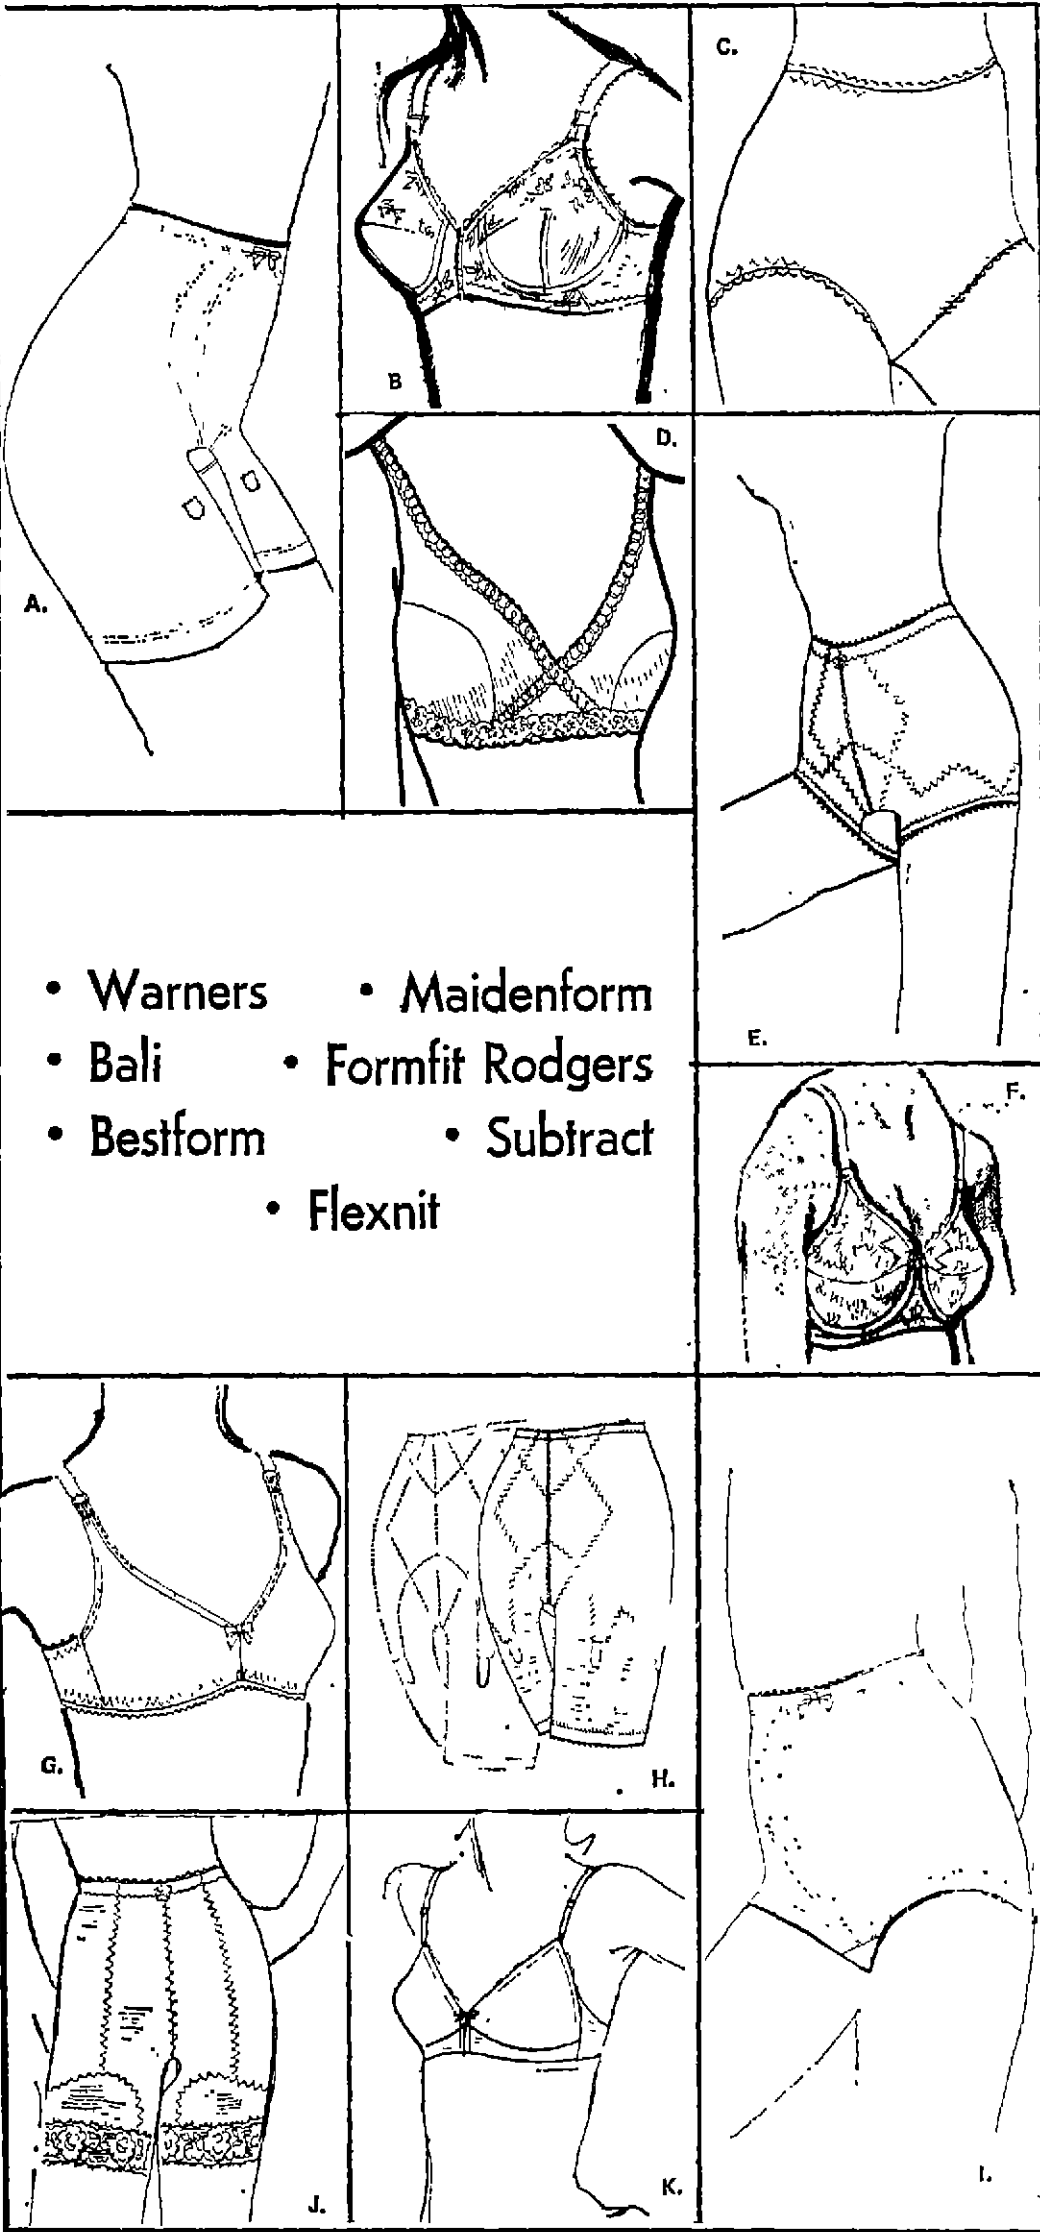 C.
B
D.
A.
E.
• Warners • Maidenform
• Bali • Formfit Rodgers
• Bestform • Subtract
• Flexnit
F.
G.
H.
I.
J.
K.